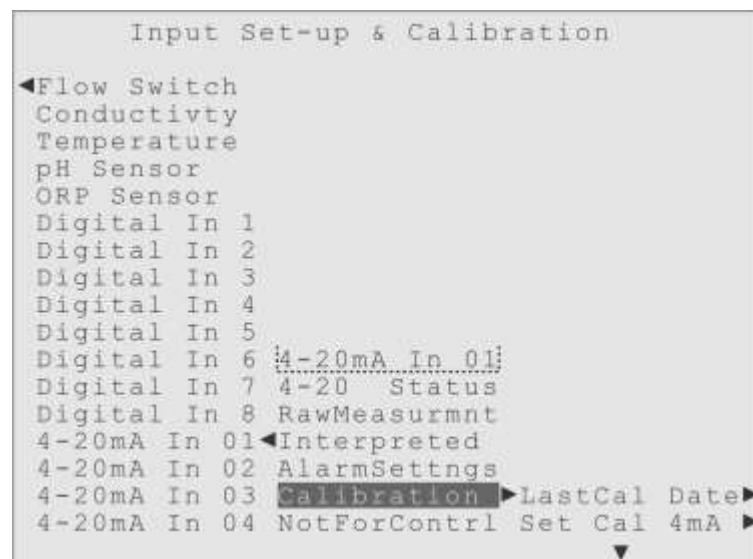 Input Set-up & Calibration
◄Flow Switch
Conductivty
Temperature
pH Sensor
ORP Sensor
Digital In 1
Digital In 2
Digital In 3
Digital In 4
Digital In 5
Digital In 6 4-20mA In 01
Digital In 7 4-20 Status
Digital In 8 RawMeasurmnt
4-20mA In 01◄Interpreted
4-20mA In 02 AlarmSettngs
4-20mA In 03 Calibration ►LastCal Date►
4-20mA In 04 NotForContrl Set Cal 4mA ►
▼